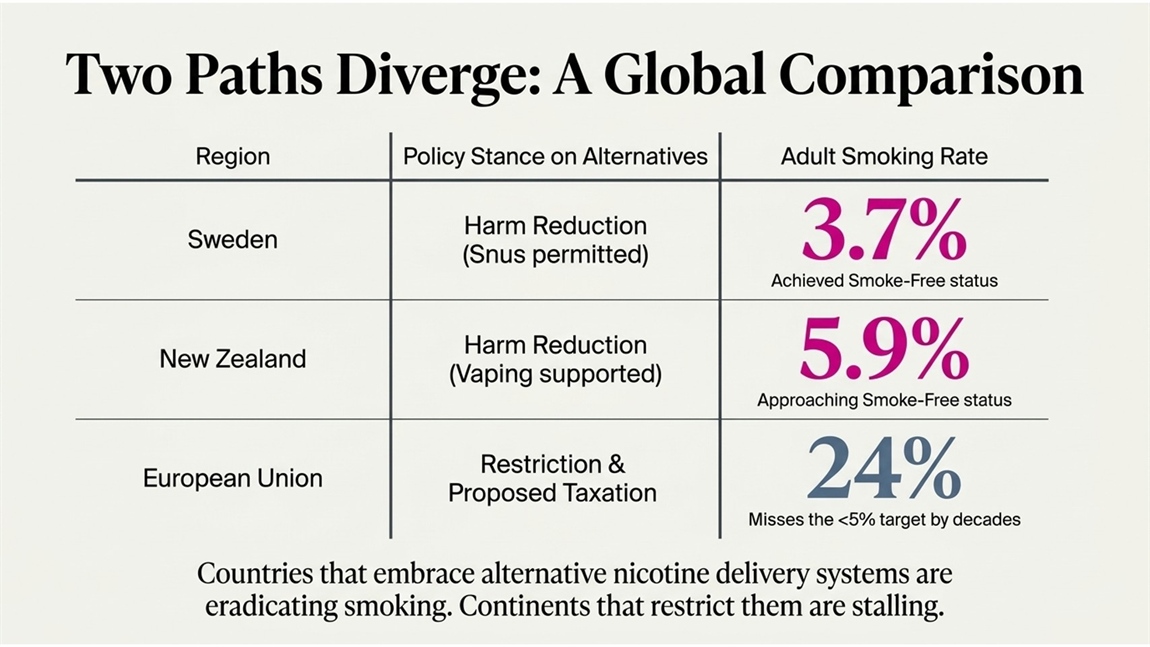 Two Paths Diverge: A Global Comparison
Region
Policy Stance on Alternatives
Adult Smoking Rate
Sweden
Harm Reduction
(Snus permitted)
3.7%
Achieved Smoke-Free status
New Zealand
Harm Reduction
(Vaping supported)
5.9%
Approaching Smoke-Free status
European Union
Restriction &
Proposed Taxation
24%
Misses the <5% target by decades
Countries that embrace alternative nicotine delivery systems are
eradicating smoking. Continents that restrict them are stalling.